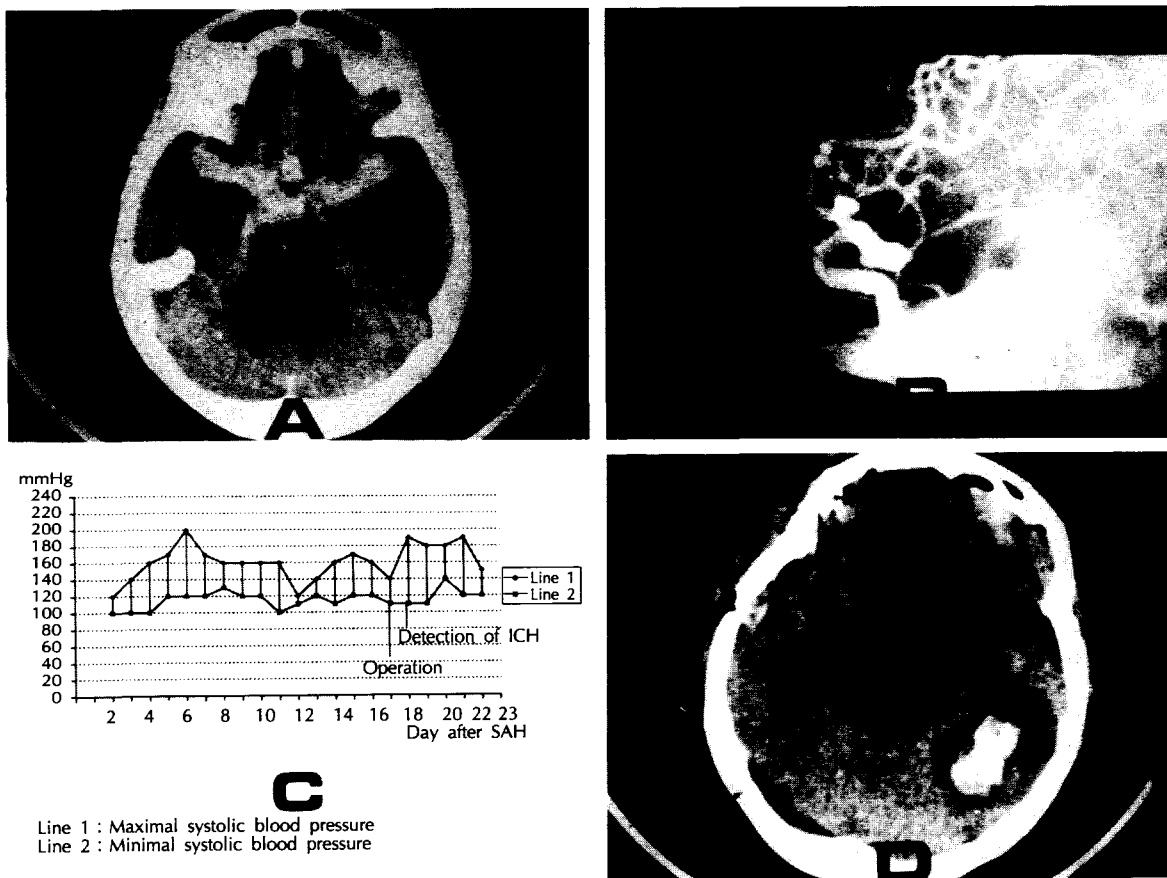 A
B
mmHg
240
220
200
180
160
140
120
100
80
60
40
20
0
Line 1
Line 2
Detection of ICH
Operation
2 4 6 8 10 12 14 16 18 20 22 23
Day after SAH
C
Line 1 : Maximal systolic blood pressure
Line 2 : Minimal systolic blood pressure
D